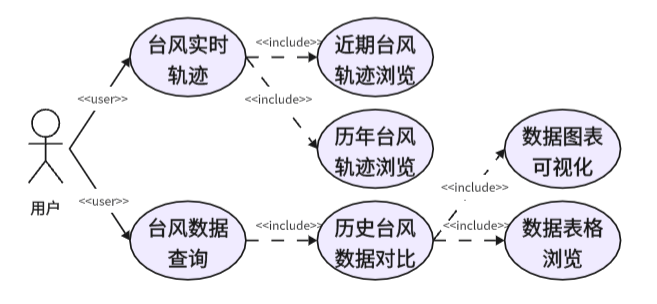 台风实时
轨迹
<<include>>
近期台风
轨迹浏览
<<user>>
<<include>>
历年台风
轨迹浏览
数据图表
可视化
用户
<<user>>
台风数据
查询
<<include>>
历史台风
数据对比
<<include>>
<<include>>
数据表格
浏览